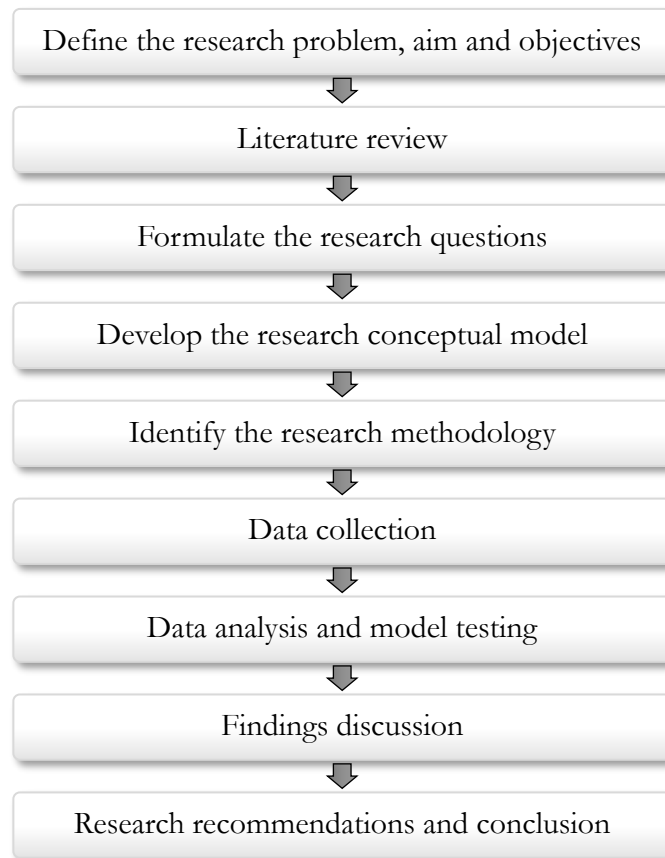 Define the research problem, aim and objectives
Literature review
Formulate the research questions
Develop the research conceptual model
Identify the research methodology
Data collection
Data analysis and model testing
Findings discussion
Research recommendations and conclusion